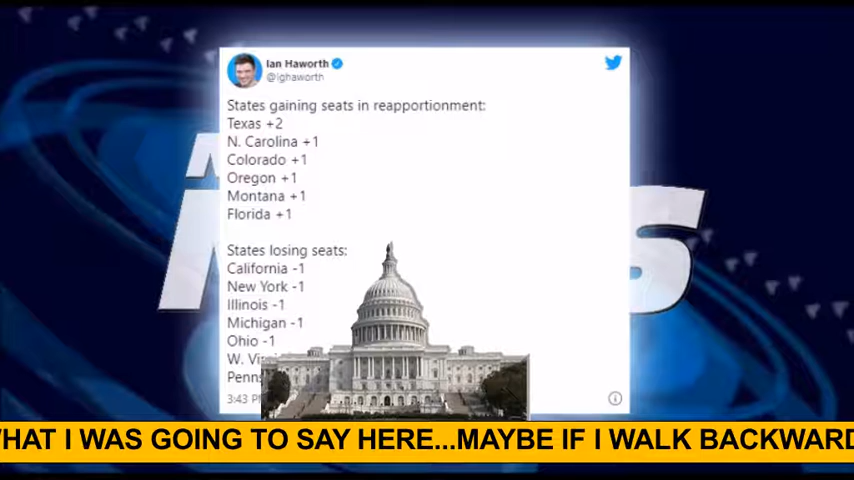 Ian Haworth
@ighaworth
States gaining seats in reapportionment:
Texas +2
N. Carolina +1
Colorado +1
Oregon +1
Montana +1
Florida +1
States losing seats:
California -1
New York -1
Illinois -1
Michigan -1
Ohio -1
W.
3:43
WHAT I WAS GOING TO SAY HERE...MAYBE IF I WALK BACKWARD